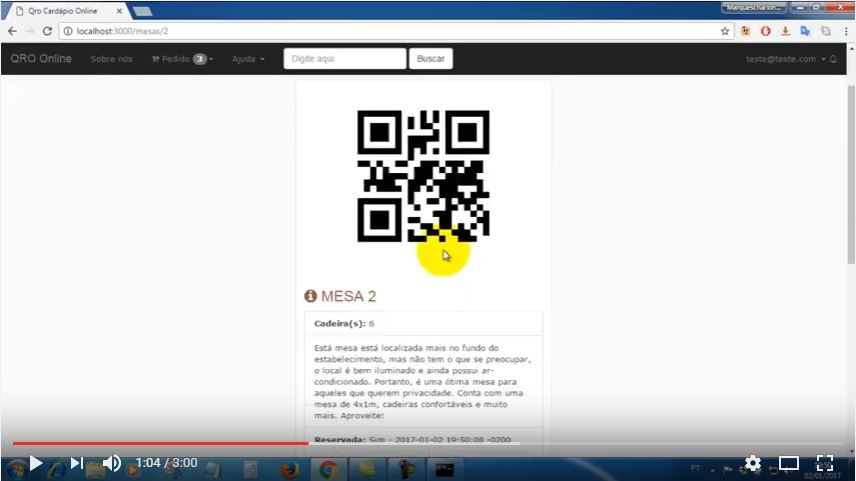 Qro Cardápio Online
Marquescharlon...
localhost:3000/mesas/2
QRO Online Sobre nós Pedido 3 Ajuda Digite aqui Buscar teste@teste.com
MESA 2
Cadeira(s): 6
Está mesa está localizada mais no fundo do
estabelecimento, mas não tem o que se preocupar,
o local é bem iluminado e ainda possui ar-
condicionado. Portanto, é uma ótima mesa para
aqueles que querem privacidade. Conta com uma
mesa de 4x1m, cadeiras confortáveis e muito
mais. Aproveite!
Reservada: Sim - 2017-01-02 19:50:08 -0200
1:04 / 3:00
PT
02/01/2017